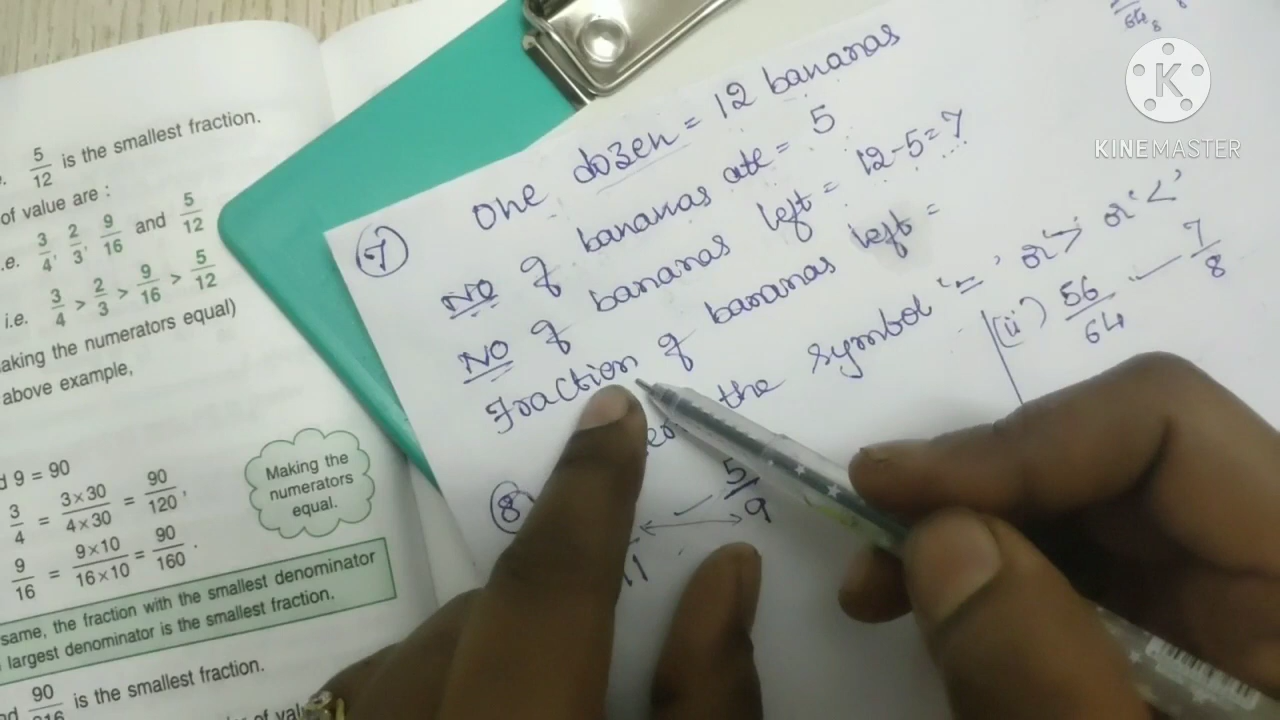 5/12 is the smallest fraction.
of value are :
i.e. 3/4, 2/3, 9/16 and 5/12
i.e. 3/4 > 2/3 > 9/16 > 5/12
aking the numerators equal)
above example,
d 9 = 90
3/4 = 3×30/4×30 = 90/120,
9/16 = 9×10/16×10 = 90/160.
Making the
numerators
equal.
same, the fraction with the smallest denominator
largest denominator is the smallest fraction.
90 is the smallest fraction.
7
One dozen = 12 bananas
NO of bananas ate = 5
NO of bananas left = 12-5=7
Fraction of bananas left =
8
the symbol '=' or '>' or '<'
5/9
11
(ii) 56/64 7/8
K
KINEMASTER